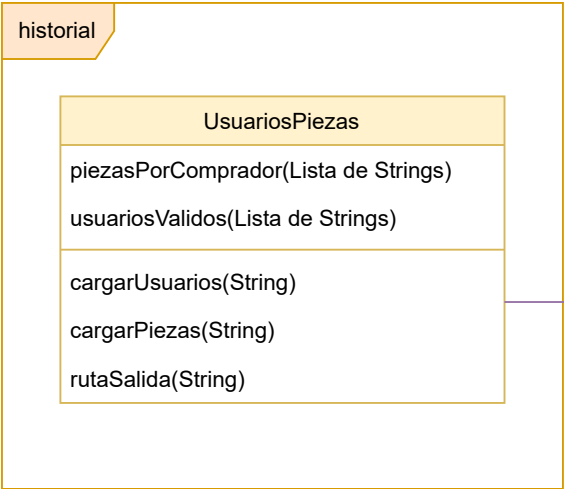 historial
UsuariosPiezas
piezasPorComprador(Lista de Strings)
usuariosValidos(Lista de Strings)
cargarUsuarios(String)
cargarPiezas(String)
rutaSalida(String)